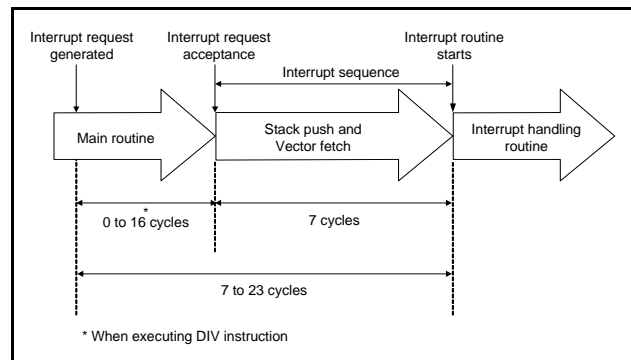 Interrupt request
generated
Interrupt request
acceptance
Interrupt routine
starts
Interrupt sequence
Main routine
Stack push and
Vector fetch
Interrupt handling
routine
*
0 to 16 cycles
7 cycles
7 to 23 cycles
* When executing DIV instruction